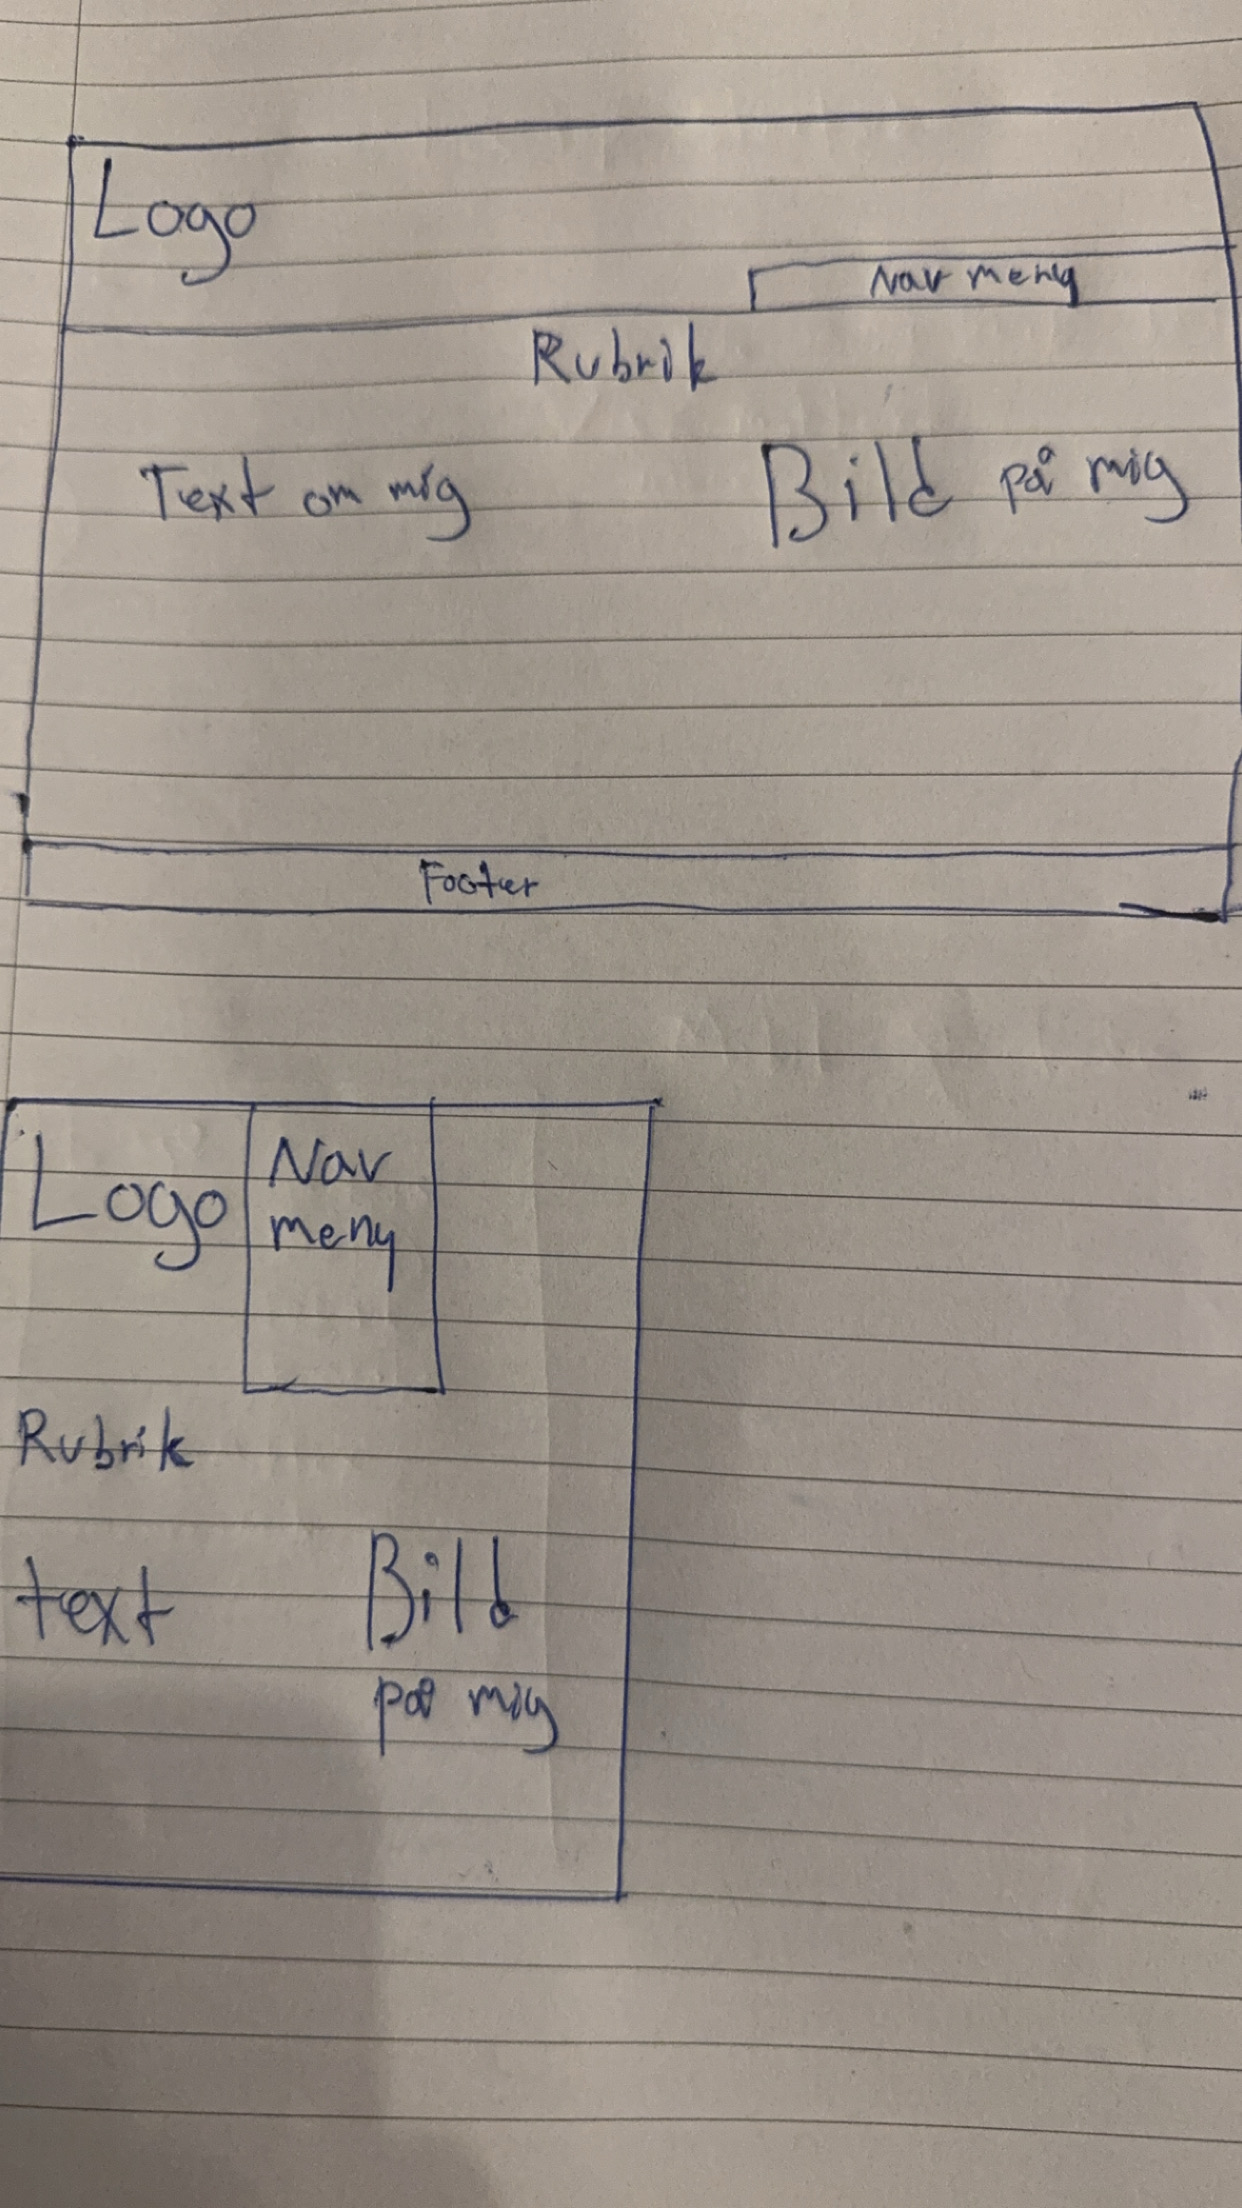 Logo
Nav meny
Rubrik
Text om mig
Bild på mig
Footer
Logo
Nav
meny
Rubrik
text
Bild
på mig